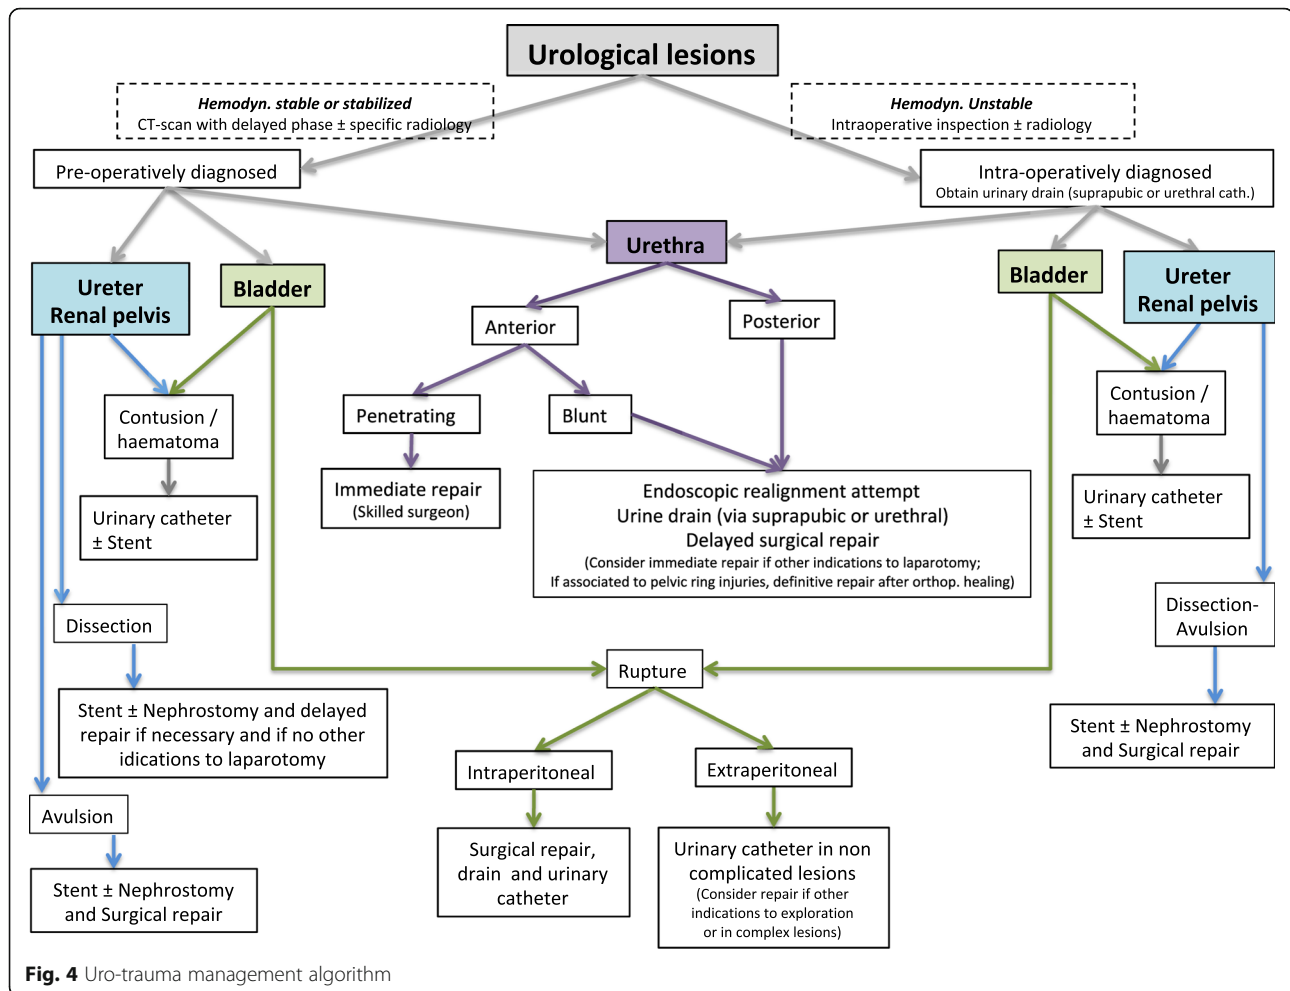 Urological lesions
Hemodyn. stable or stabilized
CT-scan with delayed phase ± specific radiology
Hemodyn. Unstable
Intraoperative inspection ± radiology
Pre-operatively diagnosed
Intra-operatively diagnosed
Obtain urinary drain (suprapubic or urethral cath.)
Urethra
Ureter
Renal pelvis
Bladder
Bladder
Ureter
Renal pelvis
Anterior
Posterior
Contusion /
haematoma
Penetrating
Blunt
Contusion /
haematoma
Immediate repair
(Skilled surgeon)
Endoscopic realignment attempt
Urine drain (via suprapubic or urethral)
Delayed surgical repair
(Consider immediate repair if other indications to laparotomy;
If associated to pelvic ring injuries, definitive repair after orthop. healing)
Urinary catheter
± Stent
Urinary catheter
± Stent
Dissection
Dissection-
Avulsion
Rupture
Stent ± Nephrostomy and delayed
repair if necessary and if no other
idications to laparotomy
Stent ± Nephrostomy
and Surgical repair
Intraperitoneal
Extraperitoneal
Avulsion
Surgical repair,
drain and urinary
catheter
Urinary catheter in non
complicated lesions
(Consider repair if other
indications to exploration
or in complex lesions)
Stent ± Nephrostomy
and Surgical repair
Fig. 4 Uro-trauma management algorithm